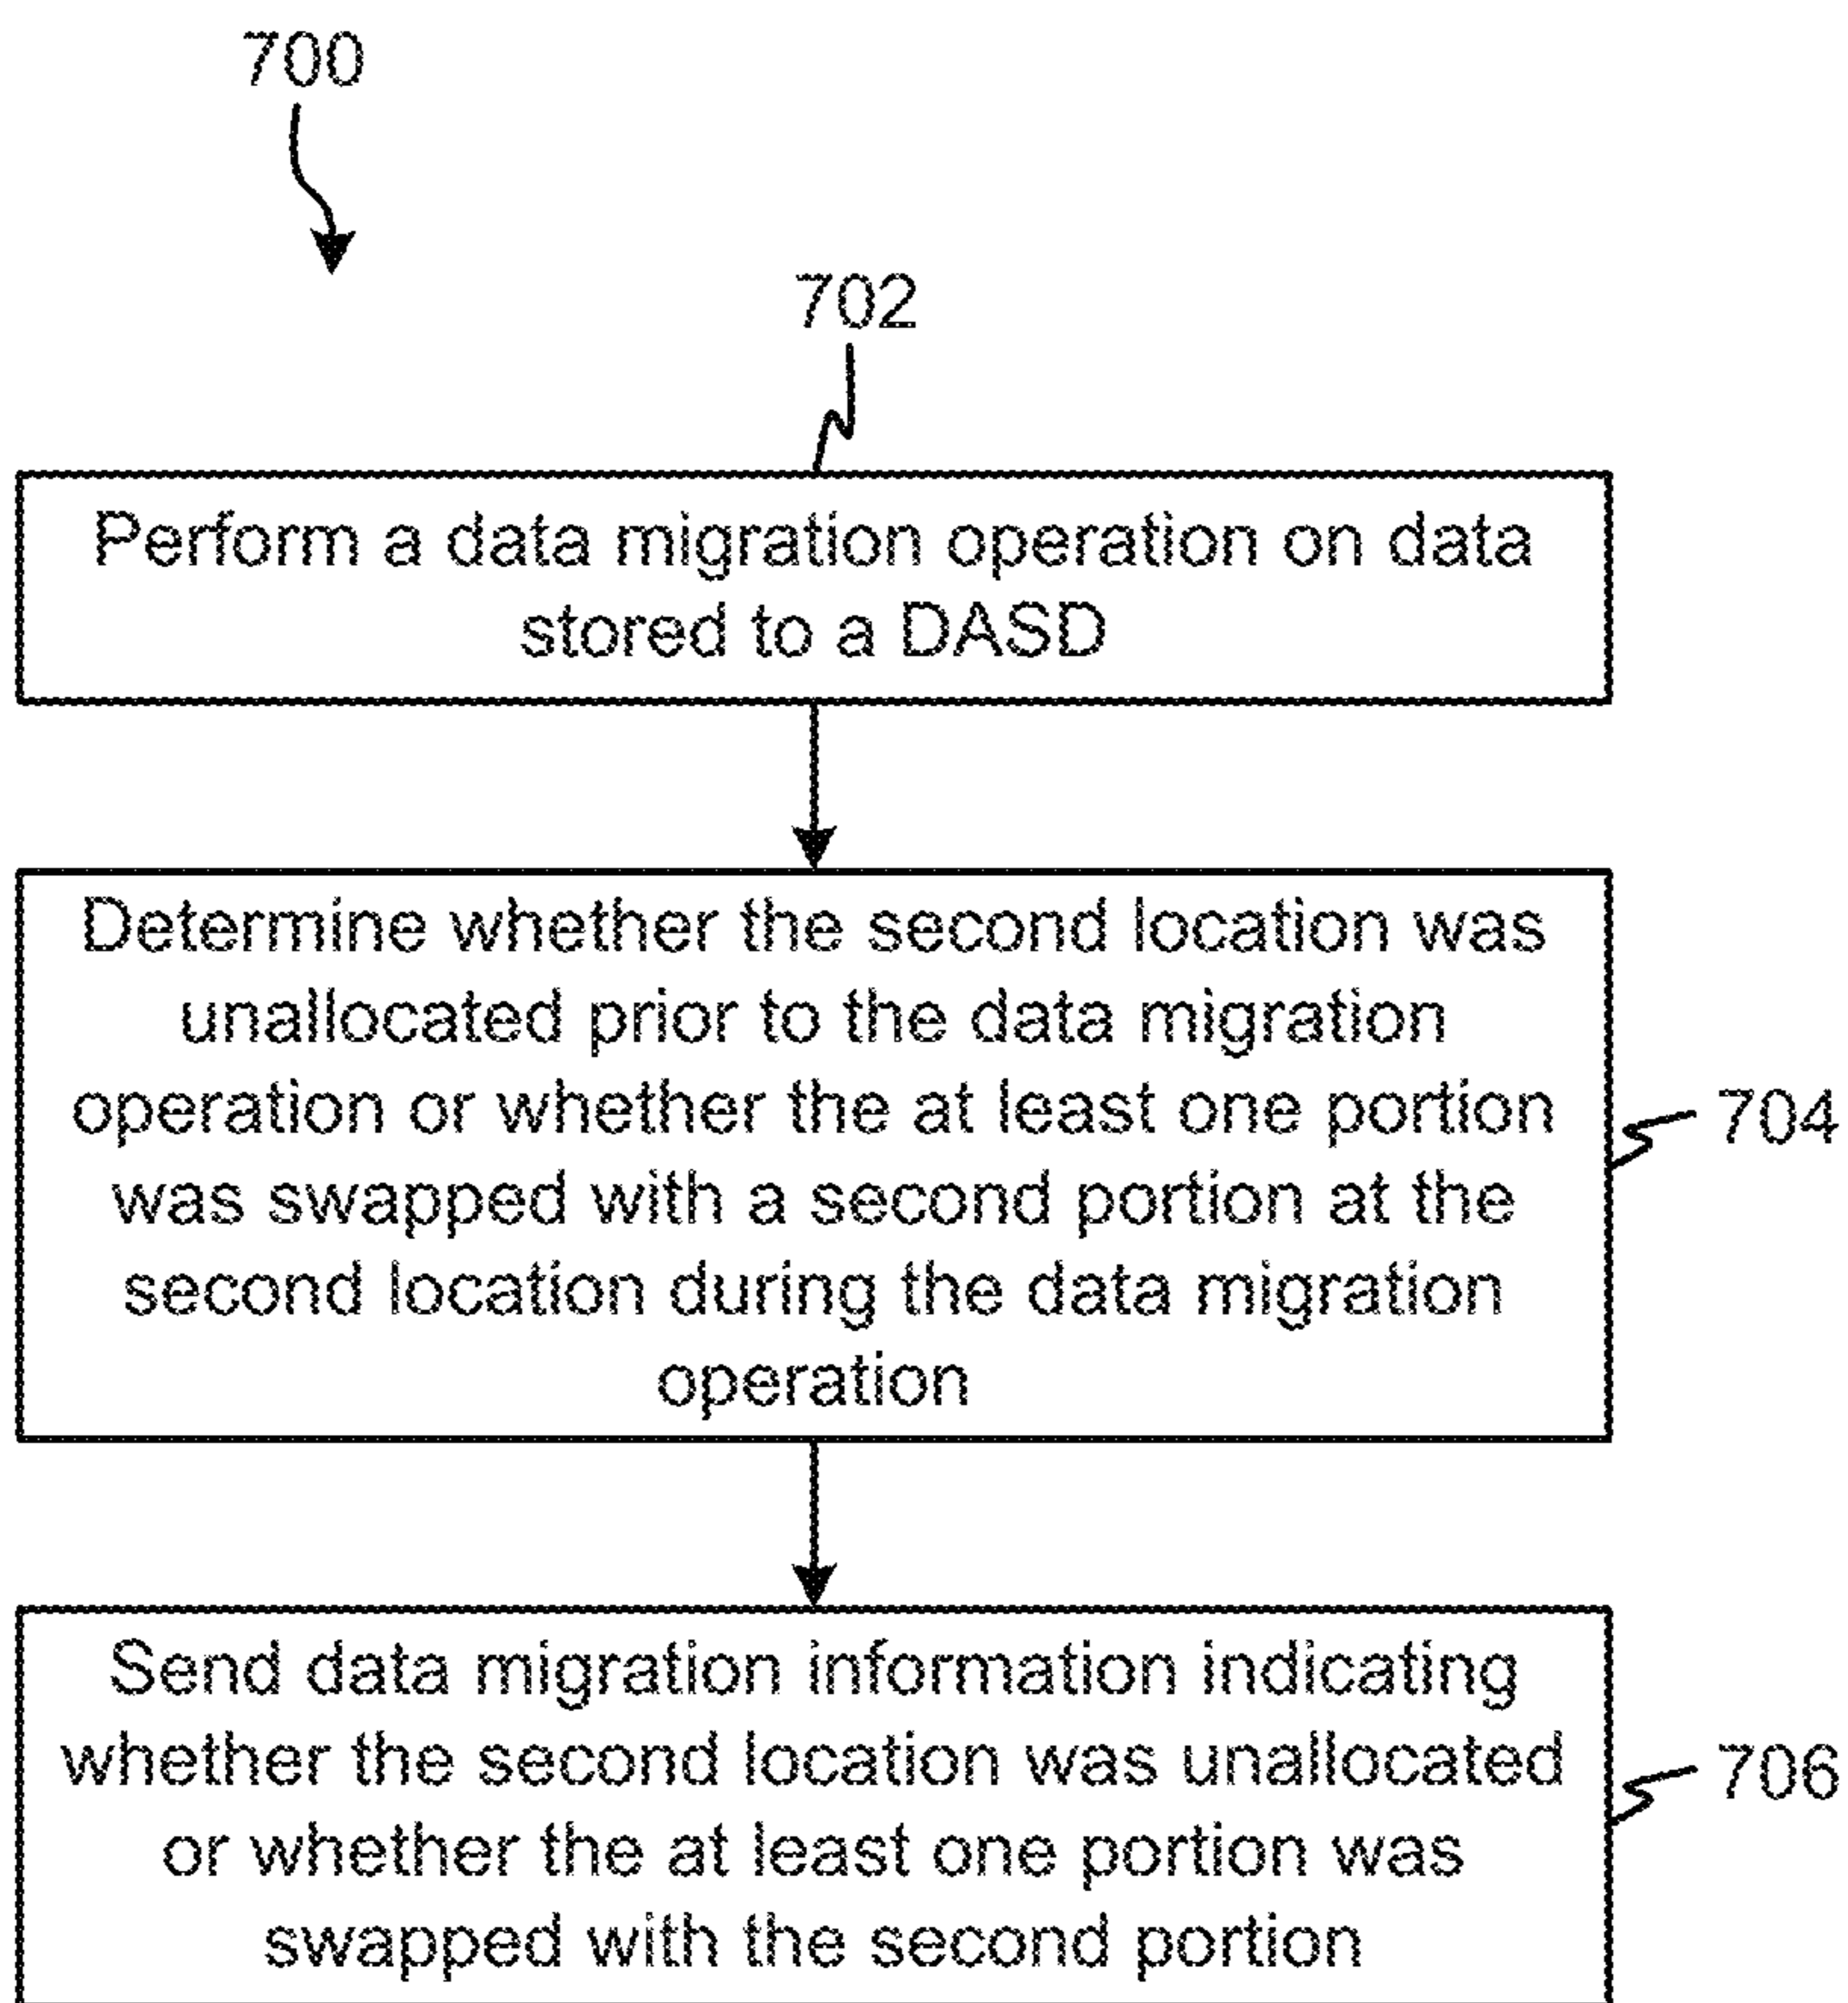 700
702
Perform a data migration operation on data
stored to a DASD
Determine whether the second location was
unallocated prior to the data migration
operation or whether the at least one portion
was swapped with a second portion at the
second location during the data migration
operation
704
Send data migration information indicating
whether the second location was unallocated
or whether the at least one portion was
swapped with the second portion
706